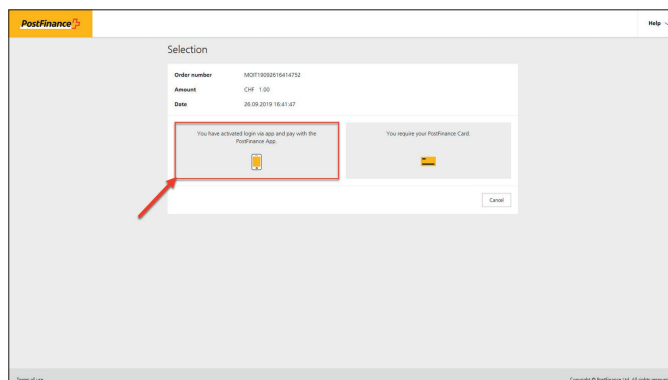 PostFinance
Help
Selection
Order number MOIT19092616414752
Amount CHF 1.00
Date 26.09.2019 16:41:47
You have activated login via app and pay with the
PostFinance App.
You require your PostFinance Card.
Cancel
Terms of use
Copyright © PostFinance Ltd. All rights